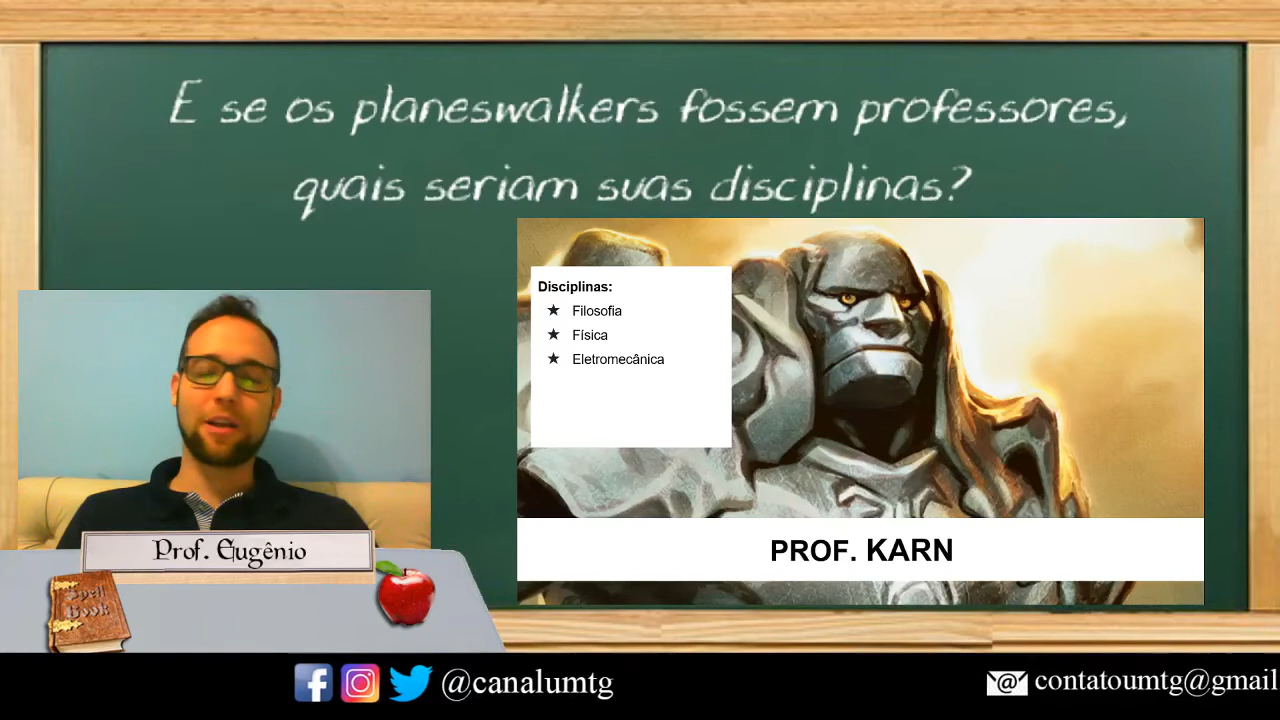 E se os planeswalkers fossem professores,
quais seriam suas disciplinas?
Disciplinas:
★ Filosofia
★ Física
★ Eletromecânica
PROF. KARN
Prof. Eugênio
Spell
Book
@canalumtg
contatoumtg@gmail